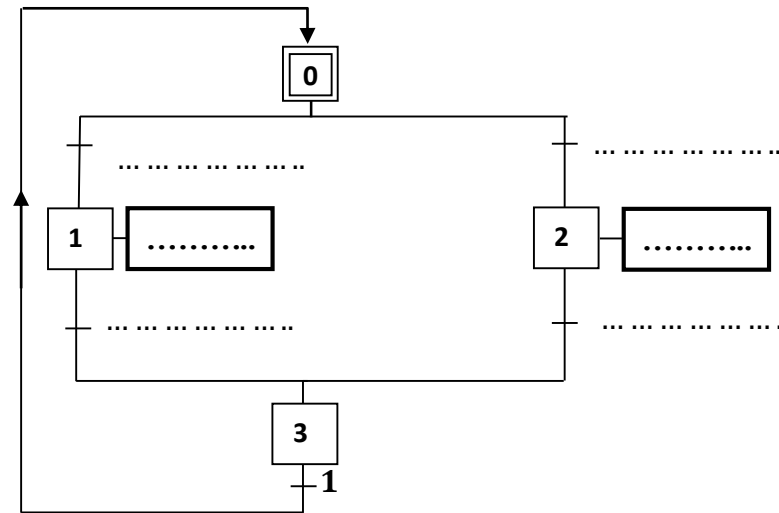 0
… … … … … … ..
… … … … … … ..
1
………...
2
………...
… … … … … … ..
… … … … … … ..
3
1